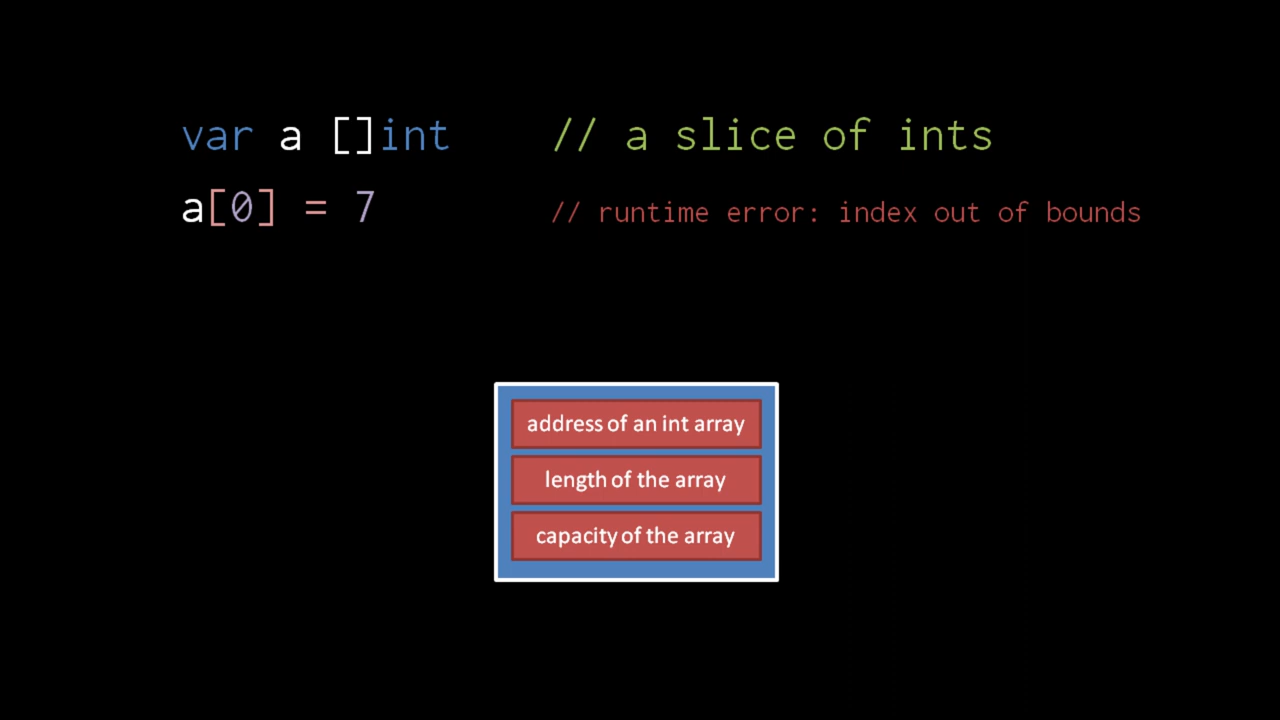 var a []int // a slice of ints
a[0] = 7 // runtime error: index out of bounds
address of an int array
length of the array
capacity of the array